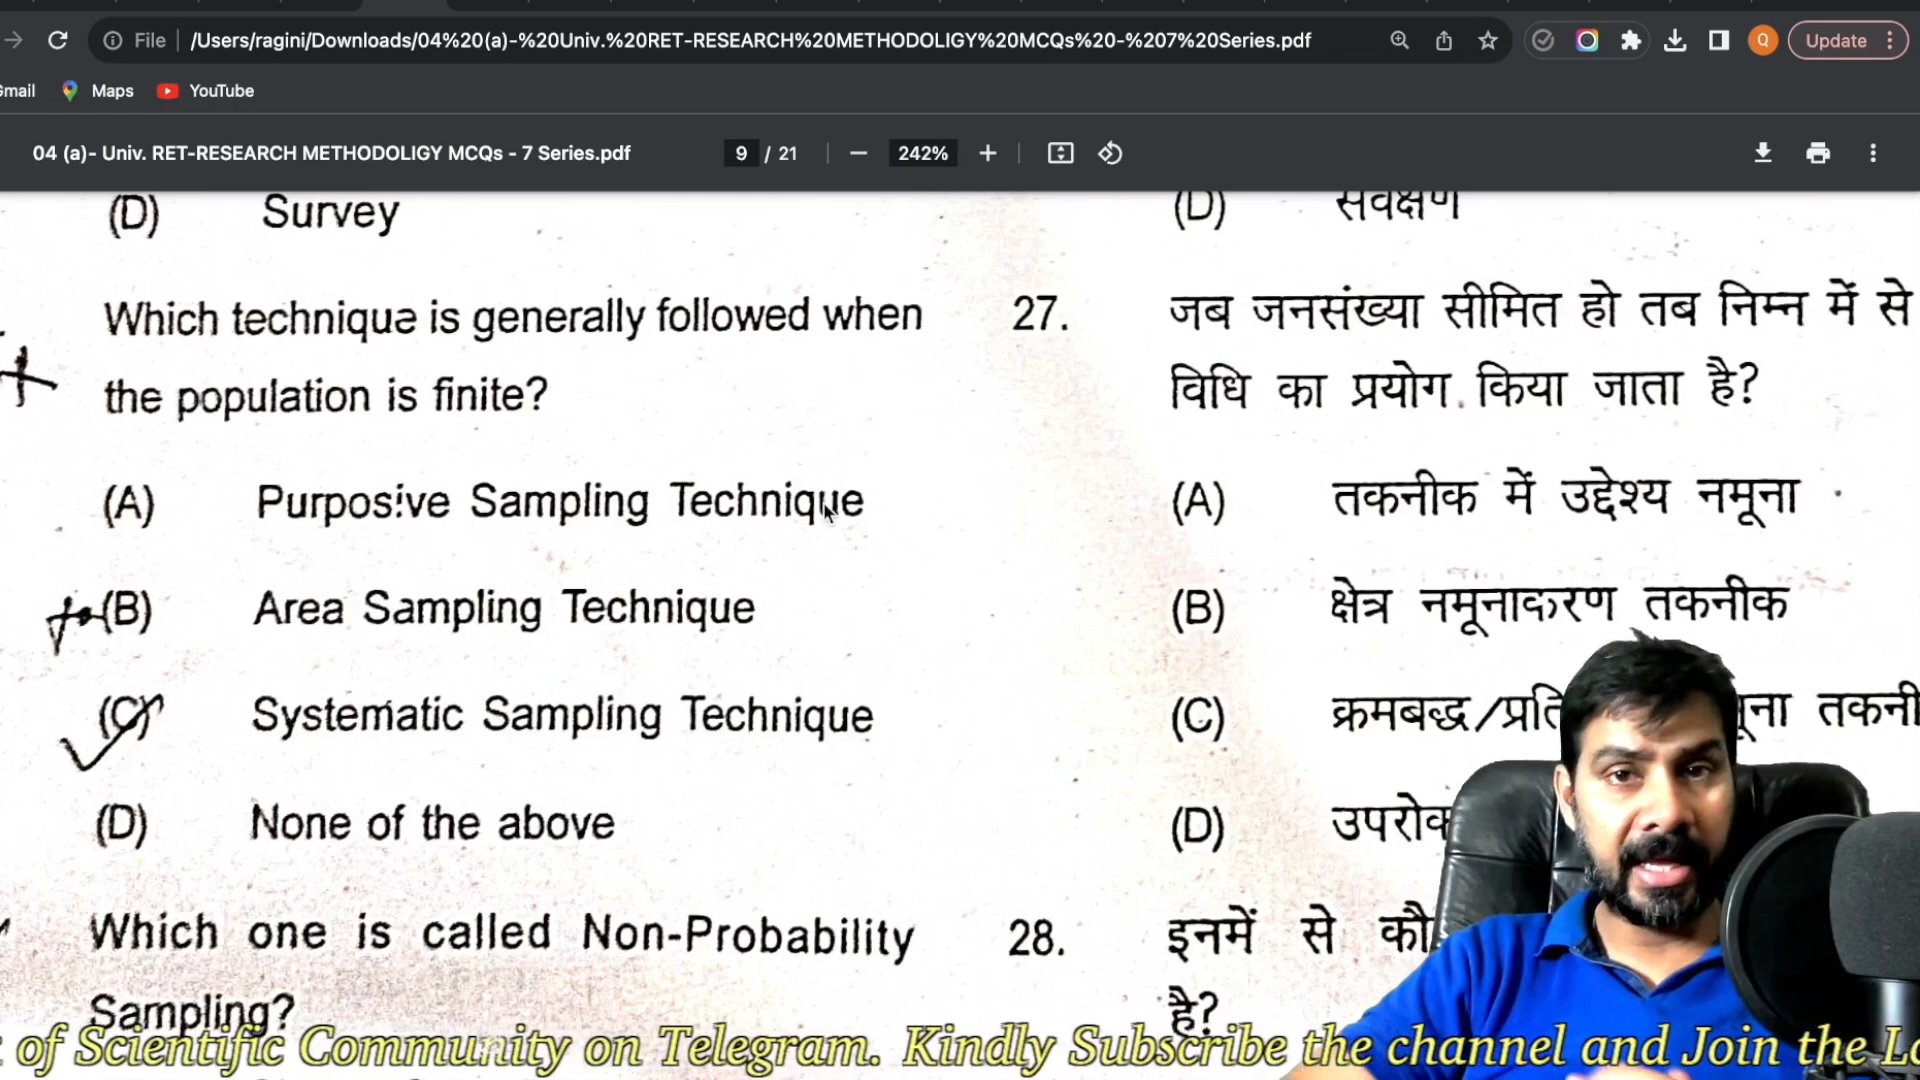 File | /Users/ragini/Downloads/04%20(a)-%20Univ.%20RET-RESEARCH%20METHODOLIGY%20MCQs%20-%207%20Series.pdf
Q
Update
Gmail
Maps
YouTube
04 (a)- Univ. RET-RESEARCH METHODOLIGY MCQs - 7 Series.pdf
9 / 21
242%
(D) Survey
Which technique is generally followed when
the population is finite?
(A) Purposive Sampling Technique
(B) Area Sampling Technique
(C) Systematic Sampling Technique
(D) None of the above
Which one is called Non-Probability
Sampling?
(D) सर्वेक्षण
27. जब जनसंख्या सीमित हो तब निम्न में से
विधि का प्रयोग किया जाता है?
(A) तकनीक में उद्देश्य नमूना
(B) क्षेत्र नमूनाकरण तकनीक
(C) क्रमबद्ध/प्रति
(D)
28. इनमें से
है?
of Scientific Community on Telegram. Kindly Subscribe the channel and Join the